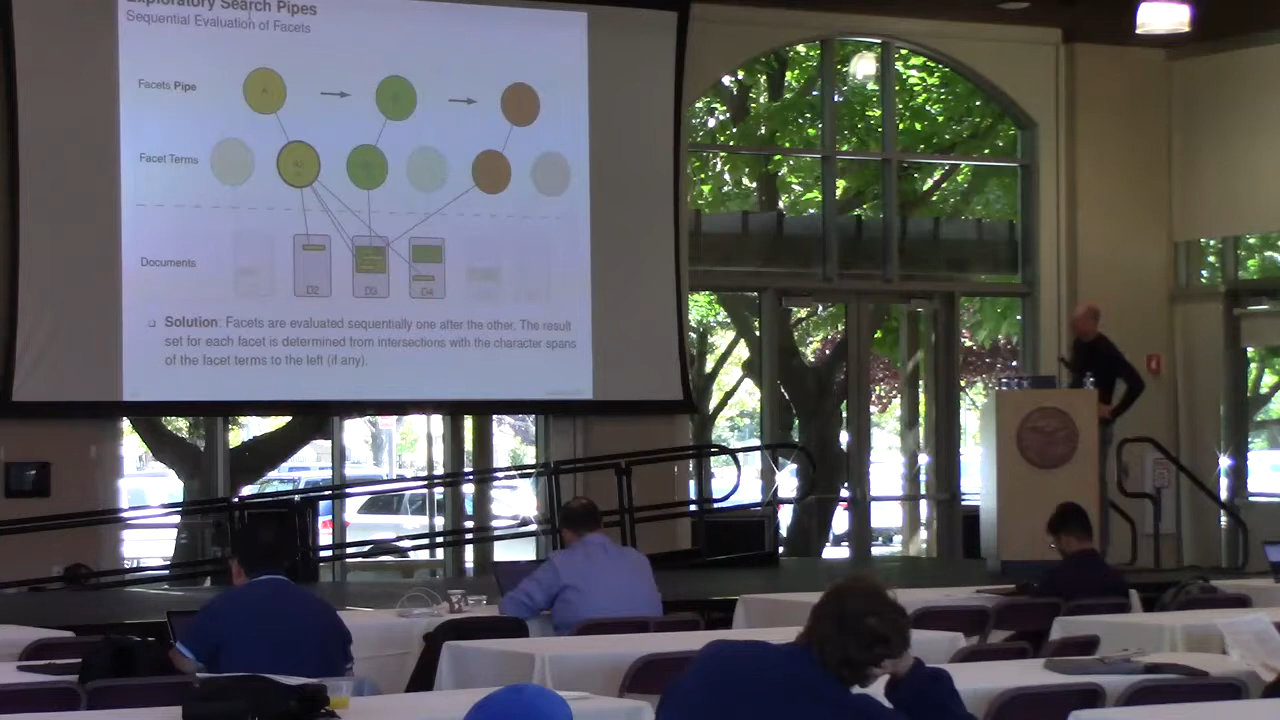 Exploratory Search Pipes
Sequential Evaluation of Facets
Facets Pipe
A
Facet Terms
A2
Documents
D2
D3
D4
Solution: Facets are evaluated sequentially one after the other. The result
set for each facet is determined from intersections with the character spans
of the facet terms to the left (if any).